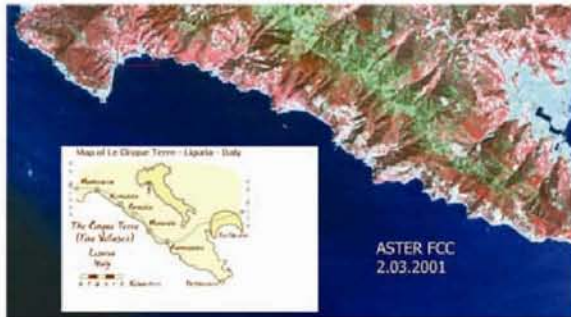 Map of Le Cinque Terre - Liguria - Italy
Monterosso
Vernazza
Corniglia
Manarola
Riomaggiore
The Cinque Terre
(Five Villages)
Liguria
Italy
ASTER FCC
2.03.2001